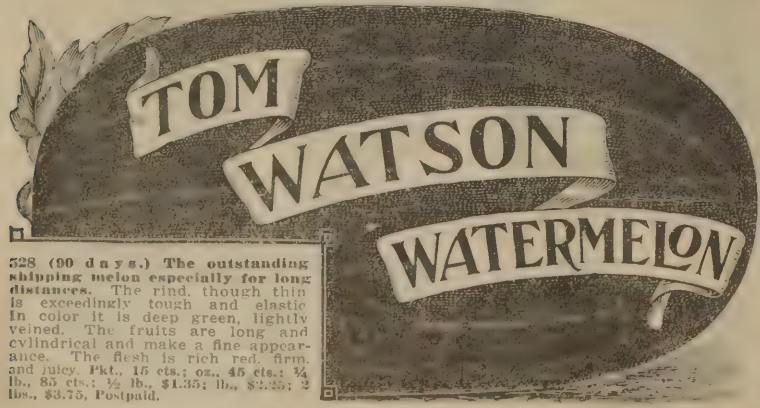 TOM
WATSON
WATERMELON
528 (90 days.) The outstanding
shipping melon especially for long
distances. The rind, though thin
is exceedingly tough and elastic
In color it is deep green, lightly
veined. The fruits are long and
cylindrical and make a fine appear-
ance. The flesh is rich red, firm,
and juicy. Pkt., 15 cts.; oz., 45 cts.; ¼
lb., 85 cts.; ½ lb., $1.35; lb., $2.25; 2
lbs., $3.75, Postpaid.